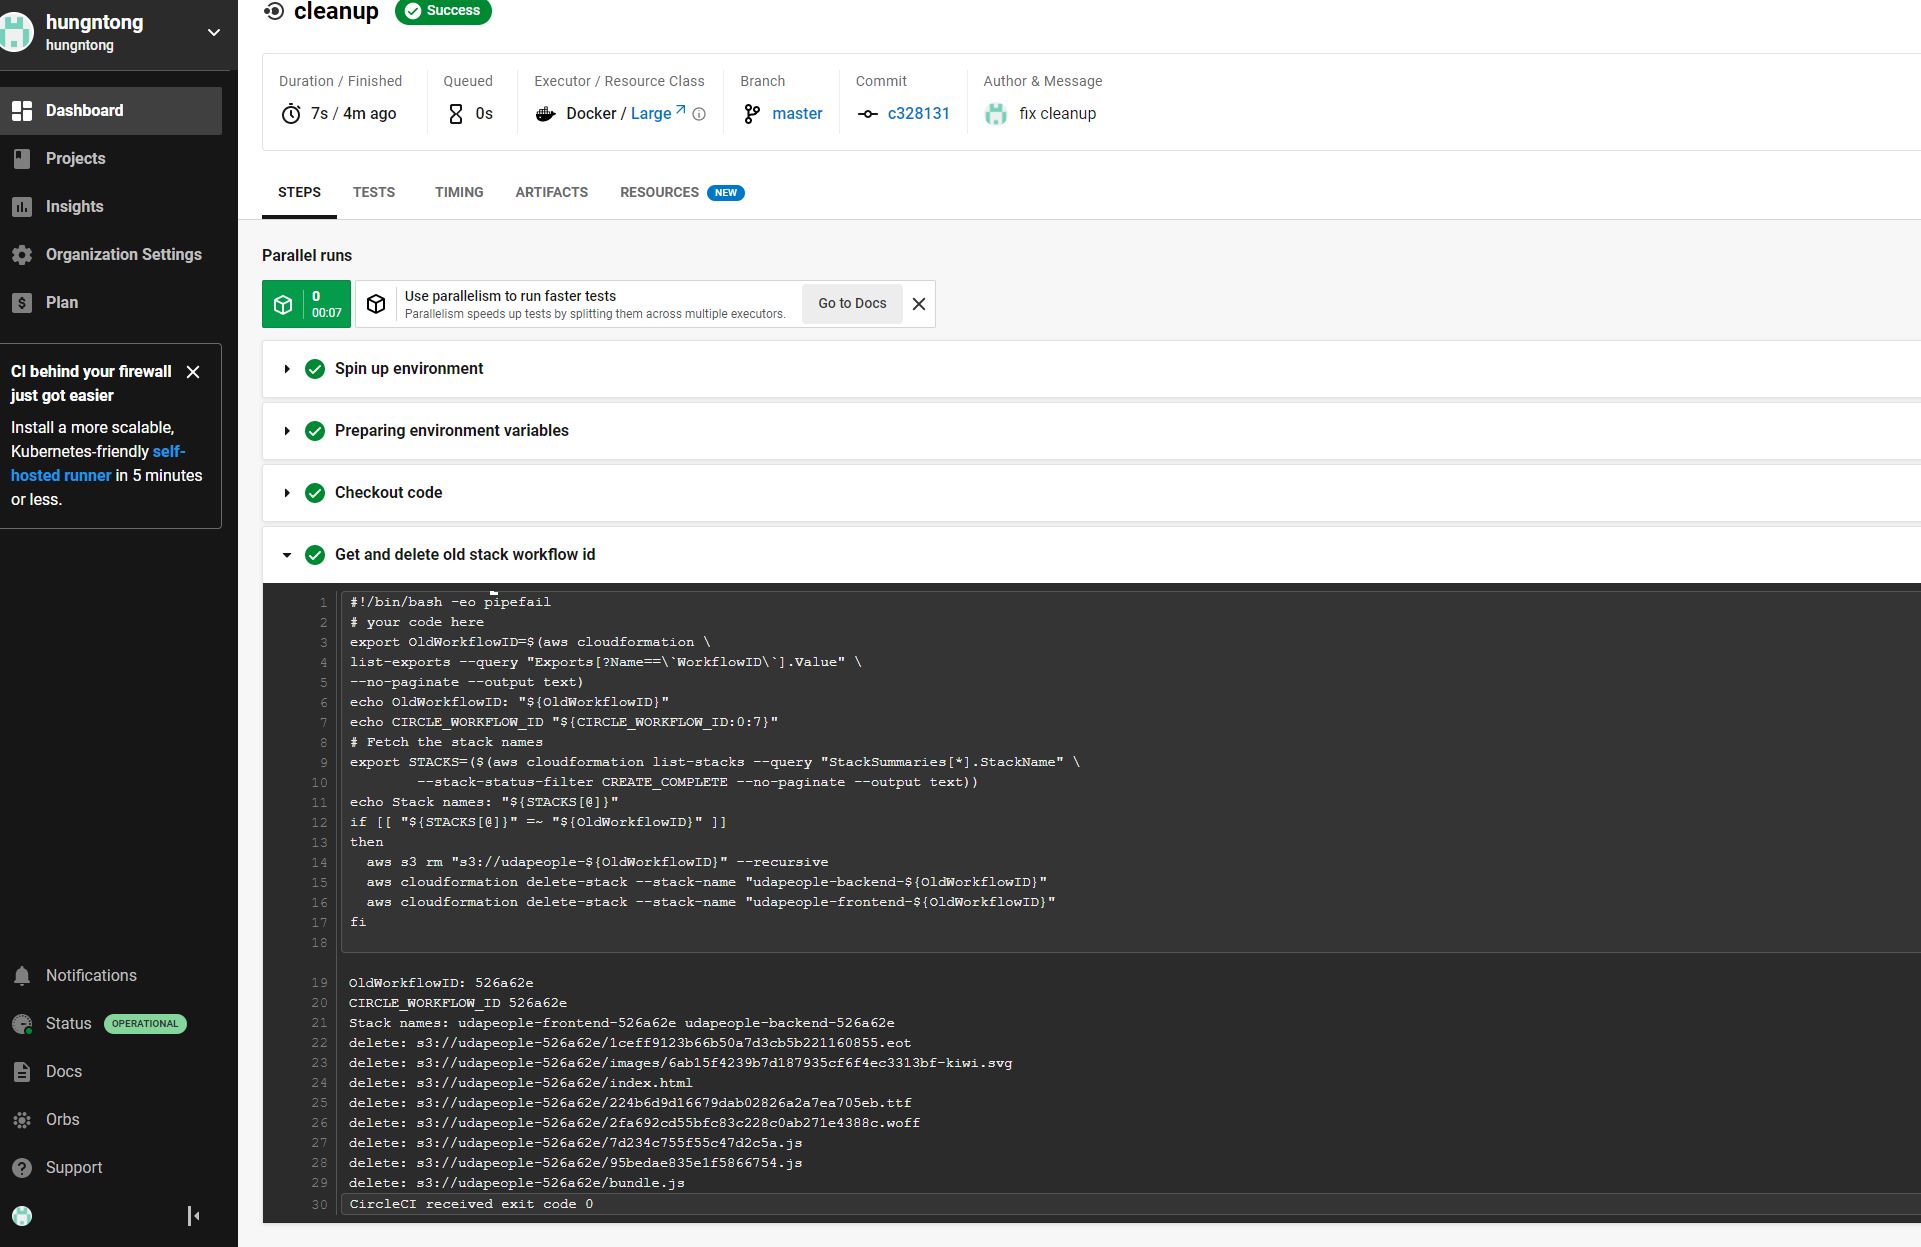 hungntong
hungntong
Dashboard
Projects
Insights
Organization Settings
Plan
CI behind your firewall
just got easier
Install a more scalable,
Kubernetes-friendly self-
hosted runner in 5 minutes
or less.
Notifications
Status OPERATIONAL
Docs
Orbs
Support
cleanup Success
Duration / Finished
7s / 4m ago
Queued
0s
Executor / Resource Class
Docker / Large
Branch
master
Commit
c328131
Author & Message
fix cleanup
STEPS TESTS TIMING ARTIFACTS RESOURCES NEW
Parallel runs
0
00:07
Use parallelism to run faster tests
Parallelism speeds up tests by splitting them across multiple executors.
Go to Docs
Spin up environment
Preparing environment variables
Checkout code
Get and delete old stack workflow id
1 #!/bin/bash -eo pipefail
2 # your code here
3 export OldWorkflowID=$(aws cloudformation \
4 list-exports --query "Exports[?Name==\`WorkflowID\`].Value" \
5 --no-paginate --output text)
6 echo OldWorkflowID: "${OldWorkflowID}"
7 echo CIRCLE_WORKFLOW_ID "${CIRCLE_WORKFLOW_ID:0:7}"
8 # Fetch the stack names
9 export STACKS=($(aws cloudformation list-stacks --query "StackSummaries[*].StackName" \
10 --stack-status-filter CREATE_COMPLETE --no-paginate --output text))
11 echo Stack names: "${STACKS[@]}"
12 if [[ "${STACKS[@]}" =~ "${OldWorkflowID}" ]]
13 then
14 aws s3 rm "s3://udapeople-${OldWorkflowID}" --recursive
15 aws cloudformation delete-stack --stack-name "udapeople-backend-${OldWorkflowID}"
16 aws cloudformation delete-stack --stack-name "udapeople-frontend-${OldWorkflowID}"
17 fi
18
19 OldWorkflowID: 526a62e
20 CIRCLE_WORKFLOW_ID 526a62e
21 Stack names: udapeople-frontend-526a62e udapeople-backend-526a62e
22 delete: s3://udapeople-526a62e/1ceff9123b66b50a7d3cb5b221160855.eot
23 delete: s3://udapeople-526a62e/images/6ab15f4239b7d187935cf6f4ec3313bf-kiwi.svg
24 delete: s3://udapeople-526a62e/index.html
25 delete: s3://udapeople-526a62e/224b6d9d16679dab02826a2a7ea705eb.ttf
26 delete: s3://udapeople-526a62e/2fa692cd55bfc83c228c0ab271e4388c.woff
27 delete: s3://udapeople-526a62e/7d234c755f55c47d2c5a.js
28 delete: s3://udapeople-526a62e/95bedae835e1f5866754.js
29 delete: s3://udapeople-526a62e/bundle.js
30 CircleCI received exit code 0